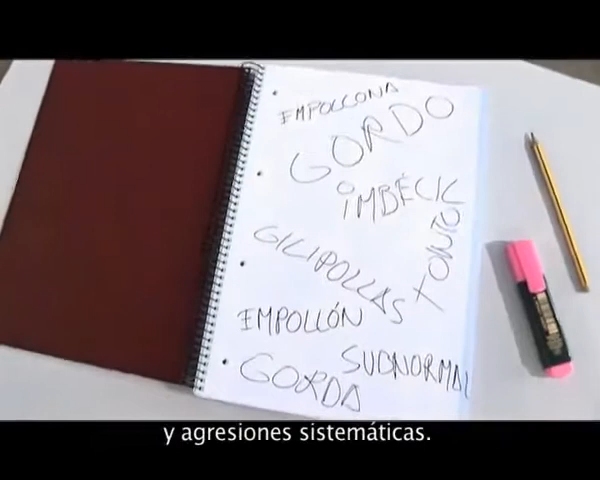 EMPOLLONA
GORDO
IMBÉCIL
TONTO
GILIPOLLAS
EMPOLLÓN
SUBNORMAL
GORDA
y agresiones sistemáticas.